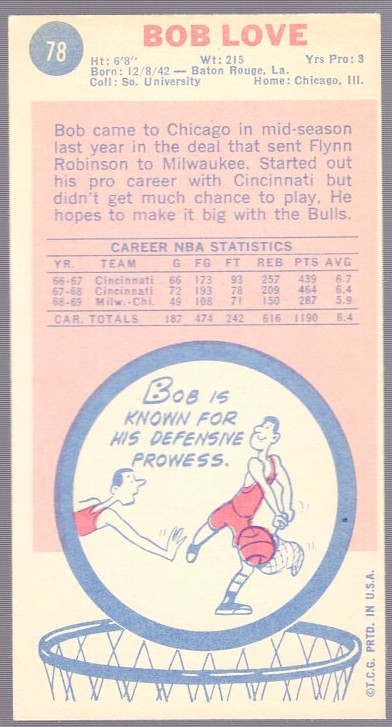 78
BOB LOVE
Ht: 6'8" Wt: 215 Yrs Pro: 3
Born: 12/8/42 — Baton Rouge, La.
Coll: So. University Home: Chicago, Ill.
Bob came to Chicago in mid-season
last year in the deal that sent Flynn
Robinson to Milwaukee. Started out
his pro career with Cincinnati but
didn't get much chance to play. He
hopes to make it big with the Bulls.
CAREER NBA STATISTICS
YR. TEAM G FG FT REB PTS AVG
66-67 Cincinnati 66 173 93 257 439 6.7
67-68 Cincinnati 72 193 78 209 464 6.4
68-69 Milw.-Chi. 49 108 71 150 287 5.9
CAR. TOTALS 187 474 242 616 1190 6.4
BOB IS
KNOWN FOR
HIS DEFENSIVE
PROWESS.
©T.C.G. PRTD. IN U.S.A.